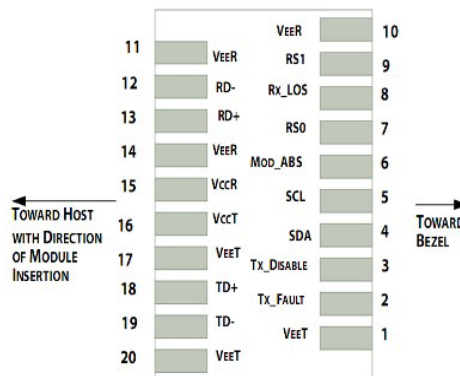 VEER 10
11 VEER
RS1 9
12 RD-
RX_LOS 8
13 RD+
RS0 7
14 VEER
MOD_ABS 6
15 VCCR
SCL 5
TOWARD HOST
WITH DIRECTION
OF MODULE
INSERTION
TOWARD
BEZEL
16 VCCT
SDA 4
17 VEET
TX_DISABLE 3
18 TD+
TX_FAULT 2
19 TD-
VEET 1
20 VEET